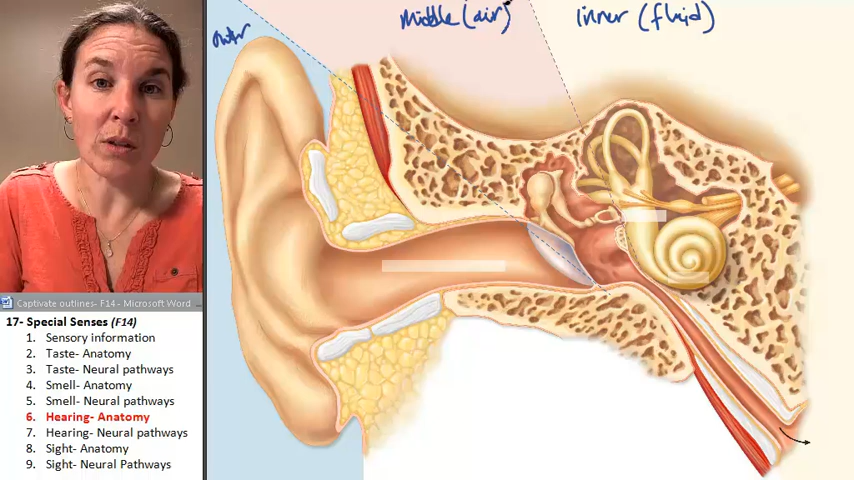 middle (air)
inner (fluid)
outer
Captivate outlines- F14 - Microsoft Word
17- Special Senses (F14)
1. Sensory information
2. Taste- Anatomy
3. Taste- Neural pathways
4. Smell- Anatomy
5. Smell- Neural pathways
6. Hearing- Anatomy
7. Hearing- Neural pathways
8. Sight- Anatomy
9. Sight- Neural Pathways